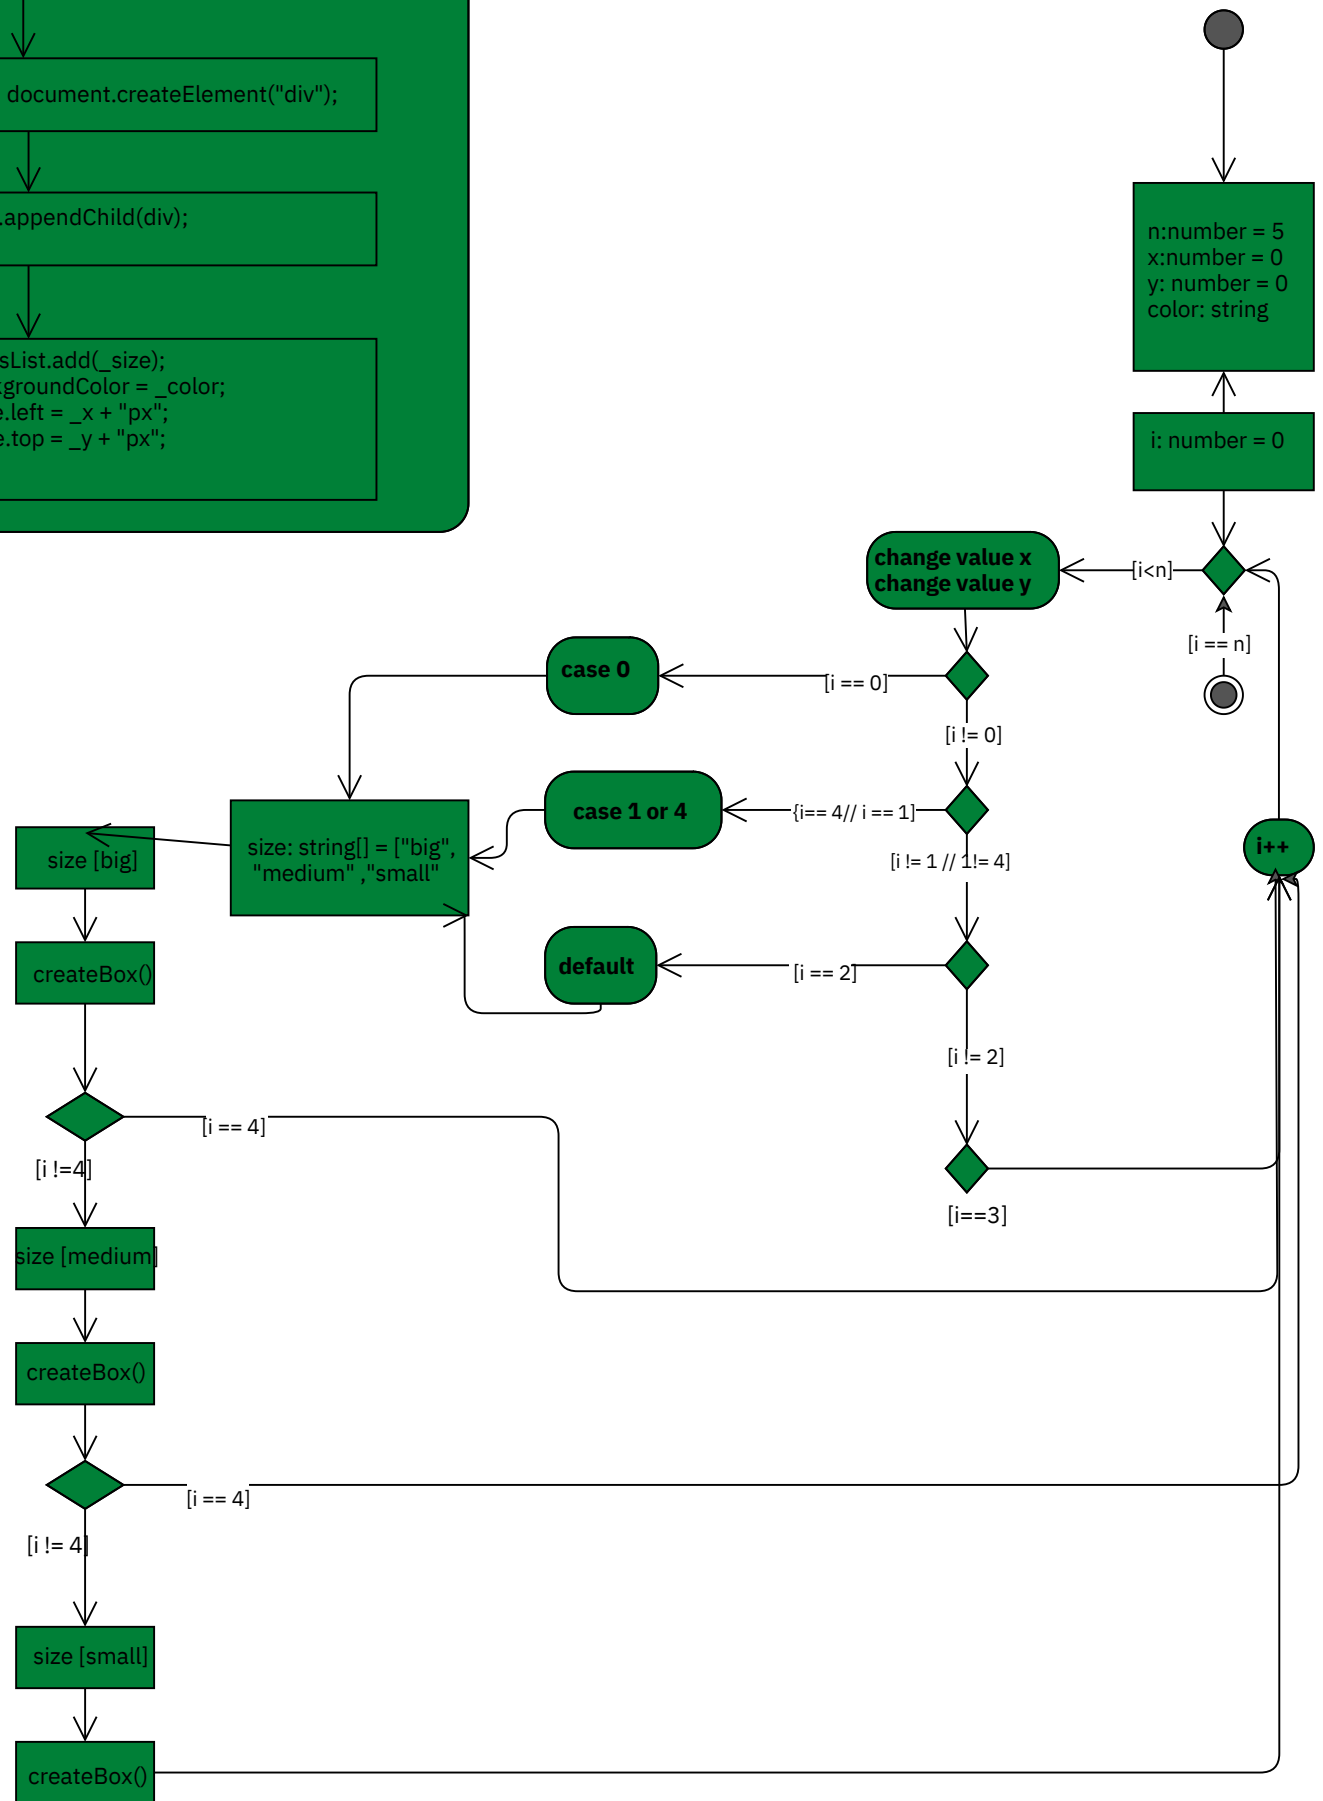 document.createElement("div");
.appendChild(div);
sList.add(_size);
kgroundColor = _color;
e.left = _x + "px";
e.top = _y + "px";
n:number = 5
x:number = 0
y: number = 0
color: string
i: number = 0
change value x
change value y
[i<n]
[i == n]
case 0
[i == 0]
[i != 0]
case 1 or 4
{i== 4// i == 1]
[i != 1 // 1!= 4]
size: string[] = ["big",
"medium" ,"small"
size [big]
i++
createBox()
default
[i == 2]
[i != 2]
[i == 4]
[i !=4]
[i==3]
size [medium]
createBox()
[i == 4]
[i != 4]
size [small]
createBox()